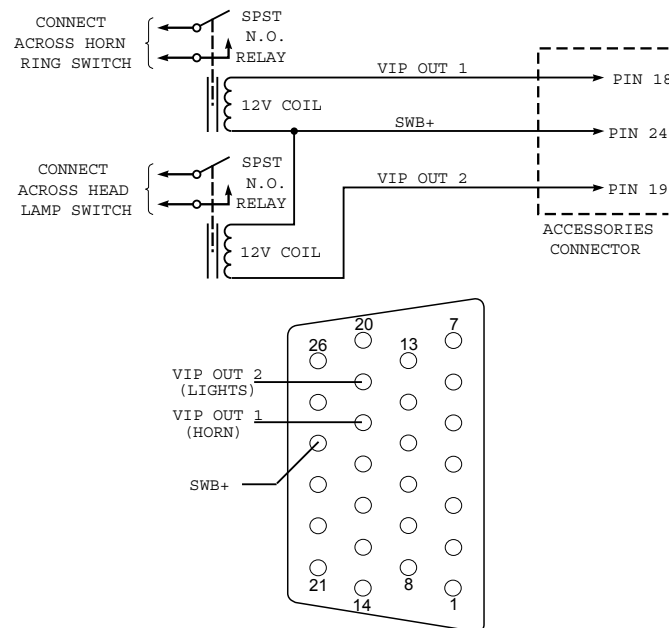 CONNECT
ACROSS HORN
RING SWITCH
SPST
N.O.
RELAY
12V COIL
VIP OUT 1
PIN 18
SWB+
PIN 24
CONNECT
ACROSS HEAD
LAMP SWITCH
SPST
N.O.
RELAY
12V COIL
VIP OUT 2
PIN 19
ACCESSORIES
CONNECTOR
20
7
26
13
VIP OUT 2
(LIGHTS)
VIP OUT 1
(HORN)
SWB+
21
8
14
1